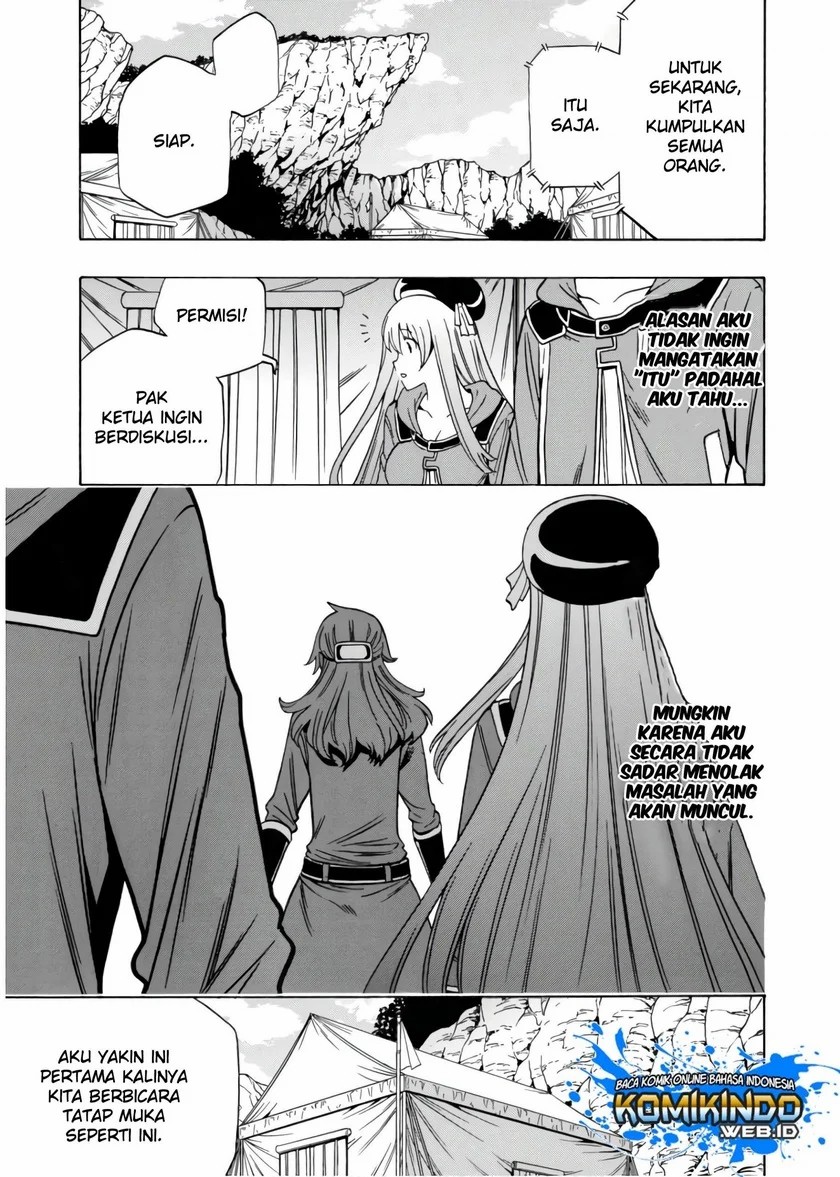 UNTUK
SEKARANG,
KITA
KUMPULKAN
SEMUA
ORANG.
ITU
SAJA.
SIAP.
ALASAN AKU
TIDAK INGIN
MANGATAKAN
"ITU" PADAHAL
AKU TAHU...
PERMISI!
PAK
KETUA INGIN
BERDISKUSI...
MUNGKIN
KARENA AKU
SECARA TIDAK
SADAR MENOLAK
MASALAH YANG
AKAN MUNCUL.
AKU YAKIN INI
PERTAMA KALINYA
KITA BERBICARA
TATAP MUKA
SEPERTI INI.
BACA KOMIK ONLINE BAHASA INDONESIA
KOMIKINDO
.WEB.ID